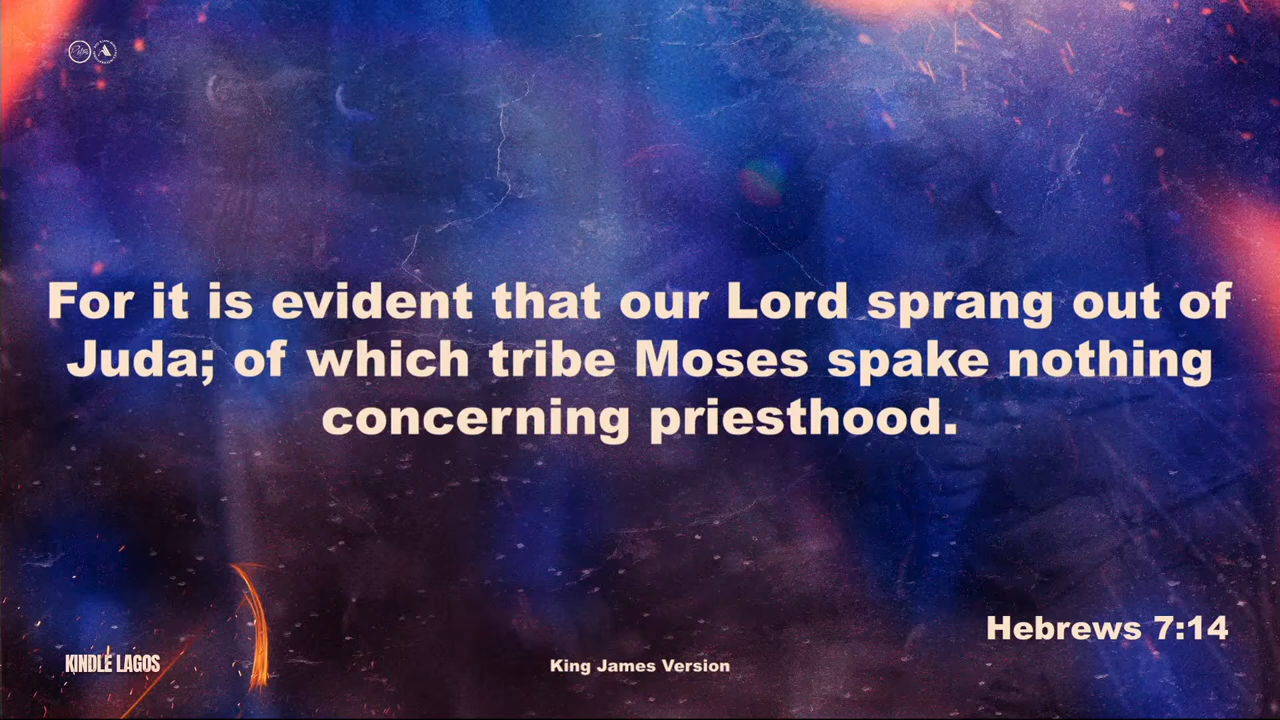 For it is evident that our Lord sprang out of
Juda; of which tribe Moses spake nothing
concerning priesthood.
Hebrews 7:14
KINDLE LAGOS
King James Version